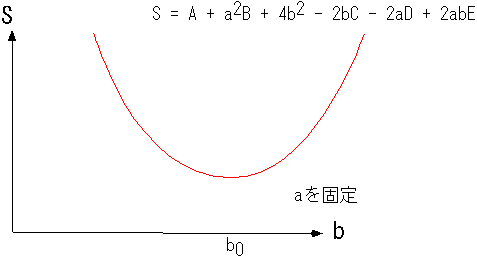 S
S = A + a²B + 4b² − 2bC − 2aD + 2abE
aを固定
b
b₀